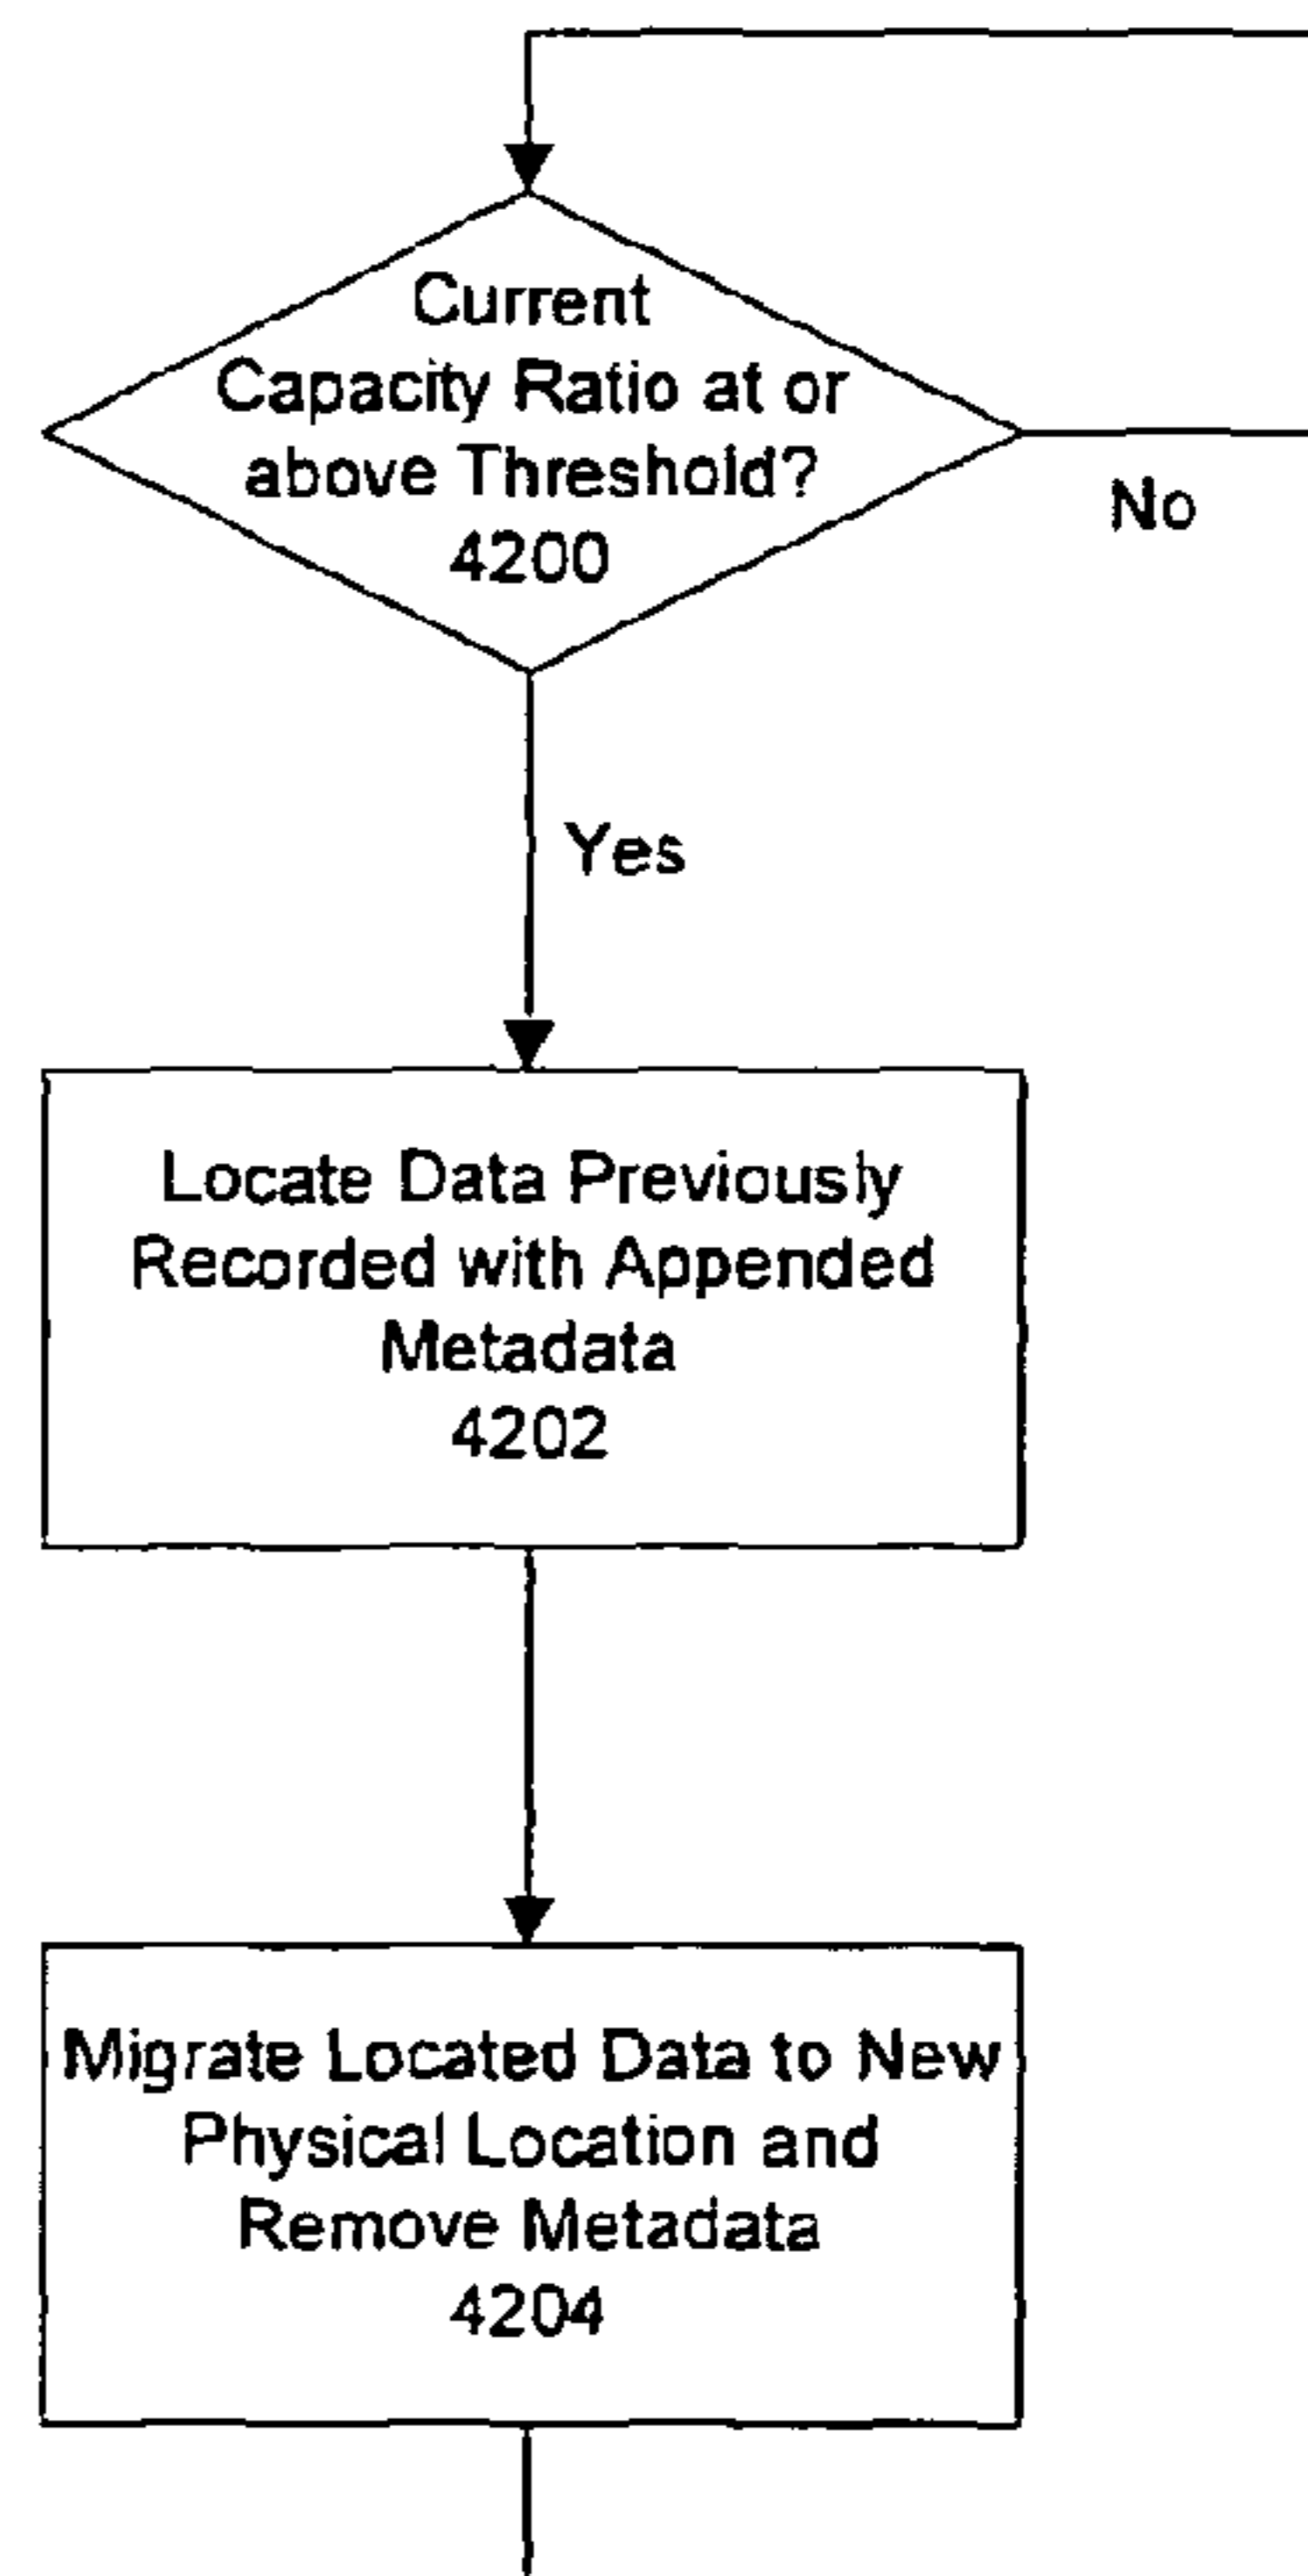 Current
Capacity Ratio at or
above Threshold?
4200
No
Yes
Locate Data Previously
Recorded with Appended
Metadata
4202
Migrate Located Data to New
Physical Location and
Remove Metadata
4204